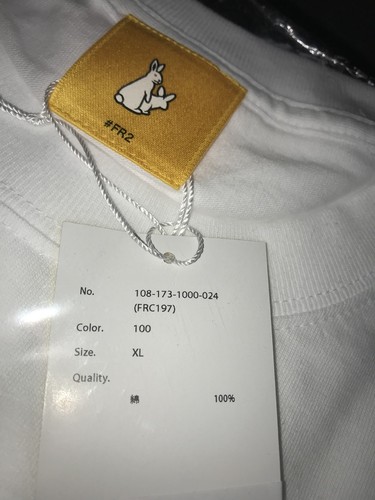 #FR2
No. 108-173-1000-024
(FRC197)
Color. 100
Size. XL
Quality.
綿 100%